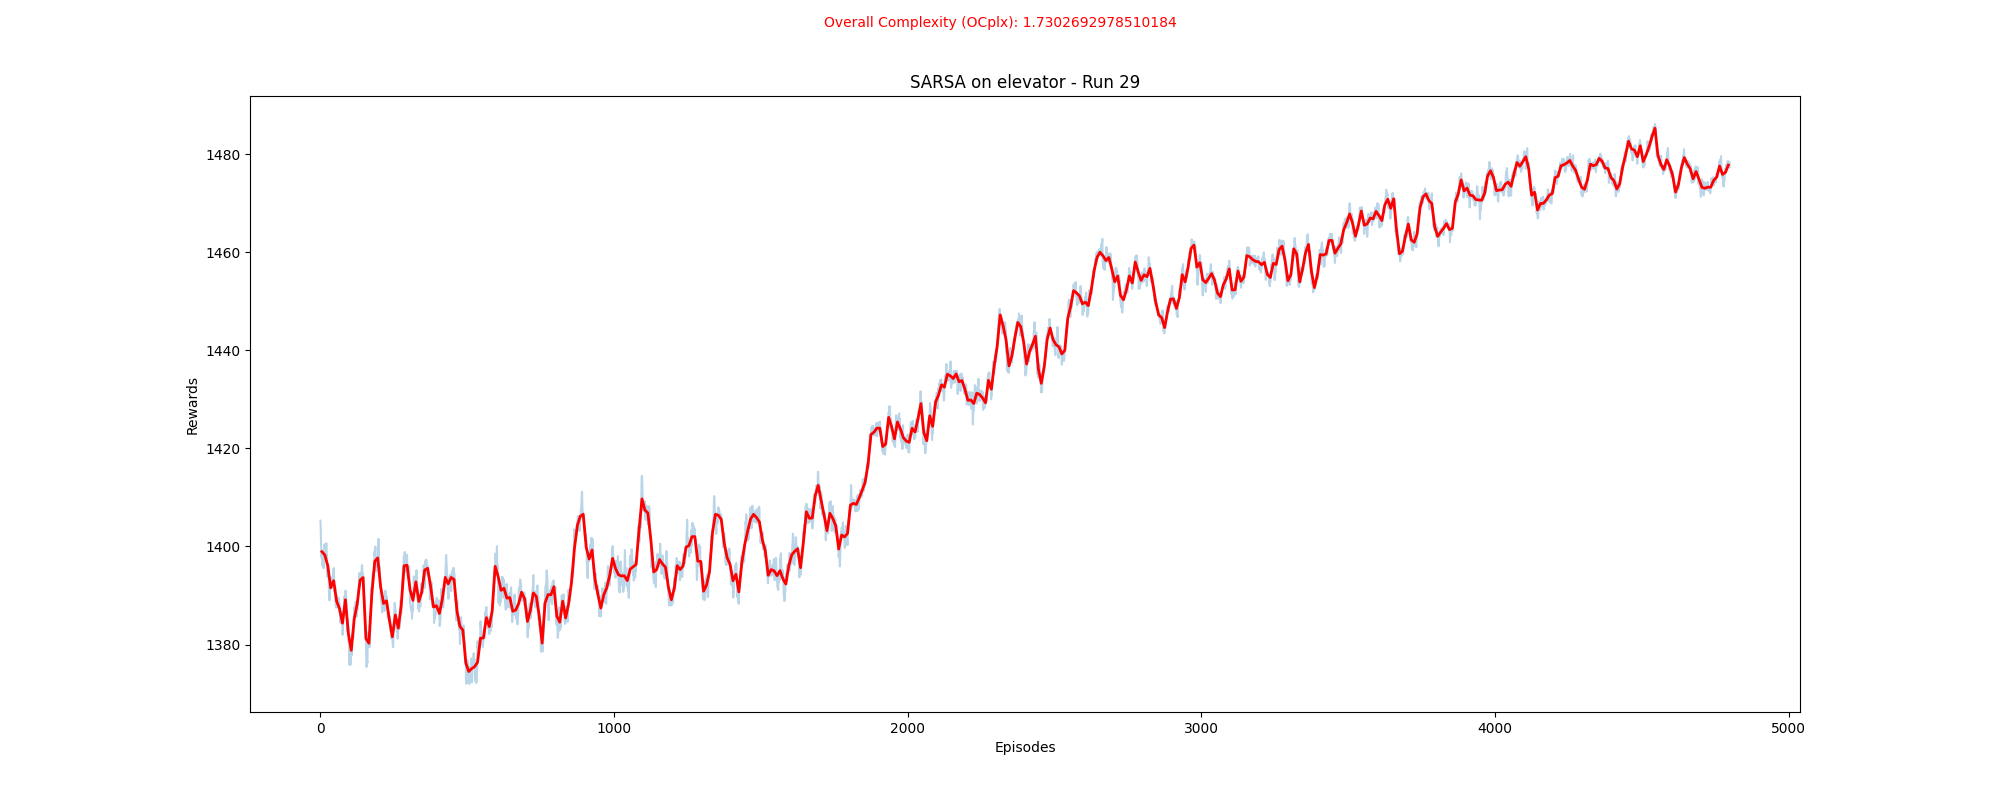 Overall Complexity (OCplx): 1.7302692978510184
SARSA on elevator - Run 29
1480
1460
1440
1420
1400
1380
Rewards
0 1000 2000 3000 4000 5000
Episodes